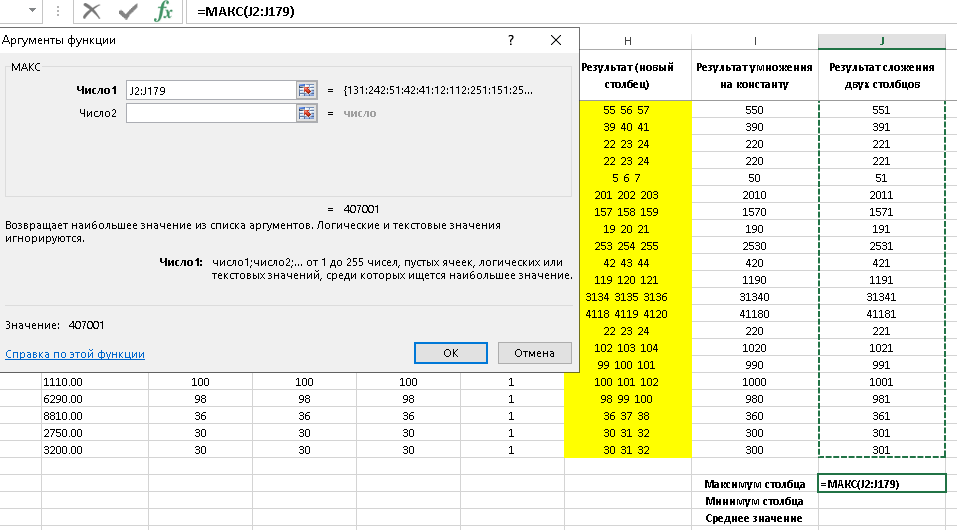 =МАКС(J2:J179)
Аргументы функции ?
МАКС
Число1 J2:J179 = {131:242:51:42:41:12:112:251:151:25...
Число2 = число
= 407001
Возвращает наибольшее значение из списка аргументов. Логические и текстовые значения
игнорируются.
Число1: число1;число2;... от 1 до 255 чисел, пустых ячеек, логических или
текстовых значений, среди которых ищется наибольшее значение.
Значение: 407001
Справка по этой функции ОК Отмена
H I J
Результат (новый Результат умножения Результат сложения
столбец) на константу двух столбцов
55 56 57 550 551
39 40 41 390 391
22 23 24 220 221
22 23 24 220 221
5 6 7 50 51
201 202 203 2010 2011
157 158 159 1570 1571
19 20 21 190 191
253 254 255 2530 2531
42 43 44 420 421
119 120 121 1190 1191
3134 3135 3136 31340 31341
4118 4119 4120 41180 41181
22 23 24 220 221
102 103 104 1020 1021
99 100 101 990 991
1110.00 100 100 100 1 100 101 102 1000 1001
6290.00 98 98 98 1 98 99 100 980 981
8810.00 36 36 36 1 36 37 38 360 361
2750.00 30 30 30 1 30 31 32 300 301
3200.00 30 30 30 1 30 31 32 300 301
Максимум столбца =МАКС(J2:J179)
Минимум столбца
Среднее значение